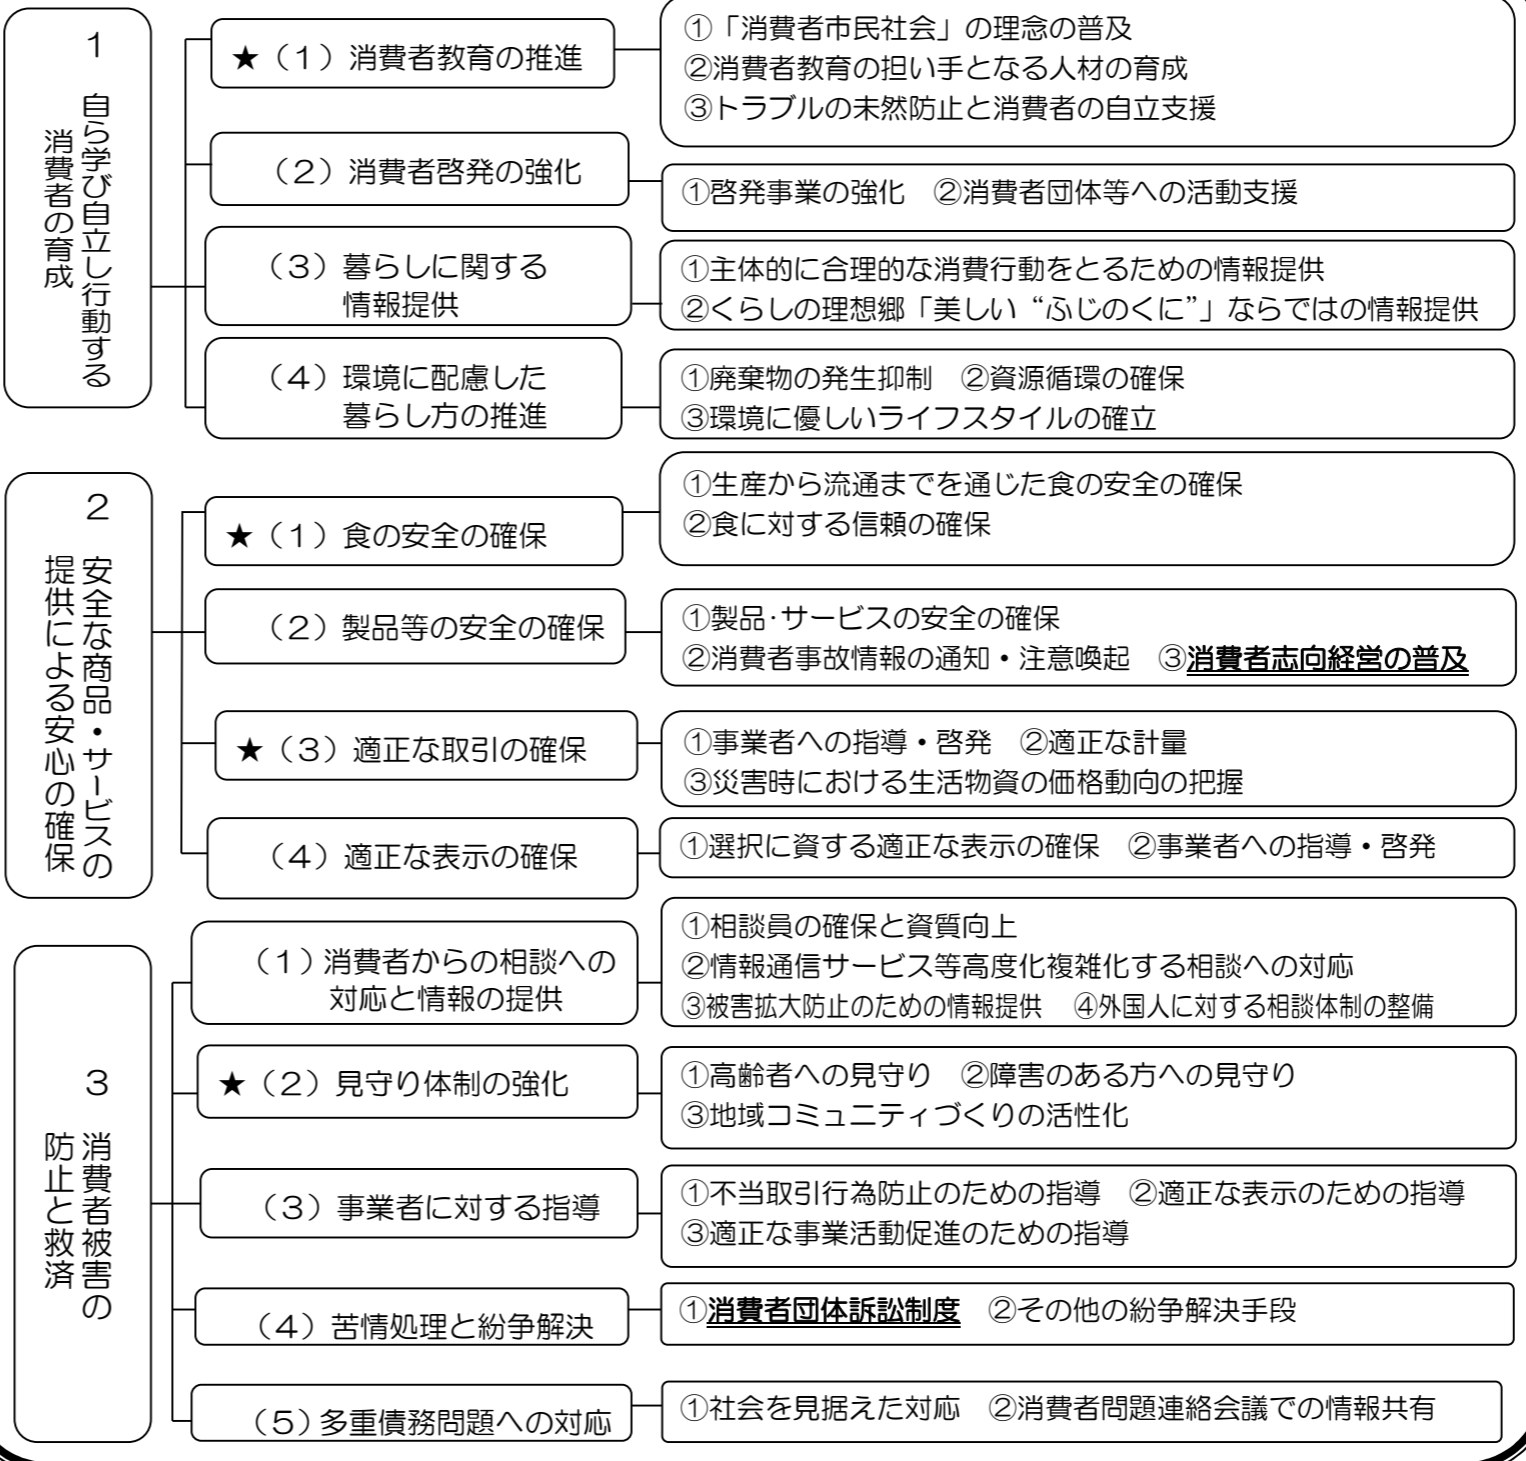 1 自ら学び自立し行動する
消費者の育成
★（１）消費者教育の推進
①「消費者市民社会」の理念の普及
②消費者教育の担い手となる人材の育成
③トラブルの未然防止と消費者の自立支援
（２）消費者啓発の強化
①啓発事業の強化　②消費者団体等への活動支援
（３）暮らしに関する
情報提供
①主体的に合理的な消費行動をとるための情報提供
②くらしの理想郷「美しい“ふじのくに”」ならではの情報提供
（４）環境に配慮した
暮らし方の推進
①廃棄物の発生抑制　②資源循環の確保
③環境に優しいライフスタイルの確立
2 安全な商品・サービスの
提供による安心の確保
★（１）食の安全の確保
①生産から流通までを通じた食の安全の確保
②食に対する信頼の確保
（２）製品等の安全の確保
①製品･サービスの安全の確保
②消費者事故情報の通知・注意喚起　③消費者志向経営の普及
★（３）適正な取引の確保
①事業者への指導・啓発　②適正な計量
③災害時における生活物資の価格動向の把握
（４）適正な表示の確保
①選択に資する適正な表示の確保　②事業者への指導・啓発
3 消費者被害の
防止と救済
（１）消費者からの相談への
対応と情報の提供
①相談員の確保と資質向上
②情報通信サービス等高度化複雑化する相談への対応
③被害拡大防止のための情報提供　④外国人に対する相談体制の整備
★（２）見守り体制の強化
①高齢者への見守り　②障害のある方への見守り
③地域コミュニティづくりの活性化
（３）事業者に対する指導
①不当取引行為防止のための指導　②適正な表示のための指導
③適正な事業活動促進のための指導
（４）苦情処理と紛争解決
①消費者団体訴訟制度　②その他の紛争解決手段
（５）多重債務問題への対応
①社会を見据えた対応　②消費者問題連絡会議での情報共有